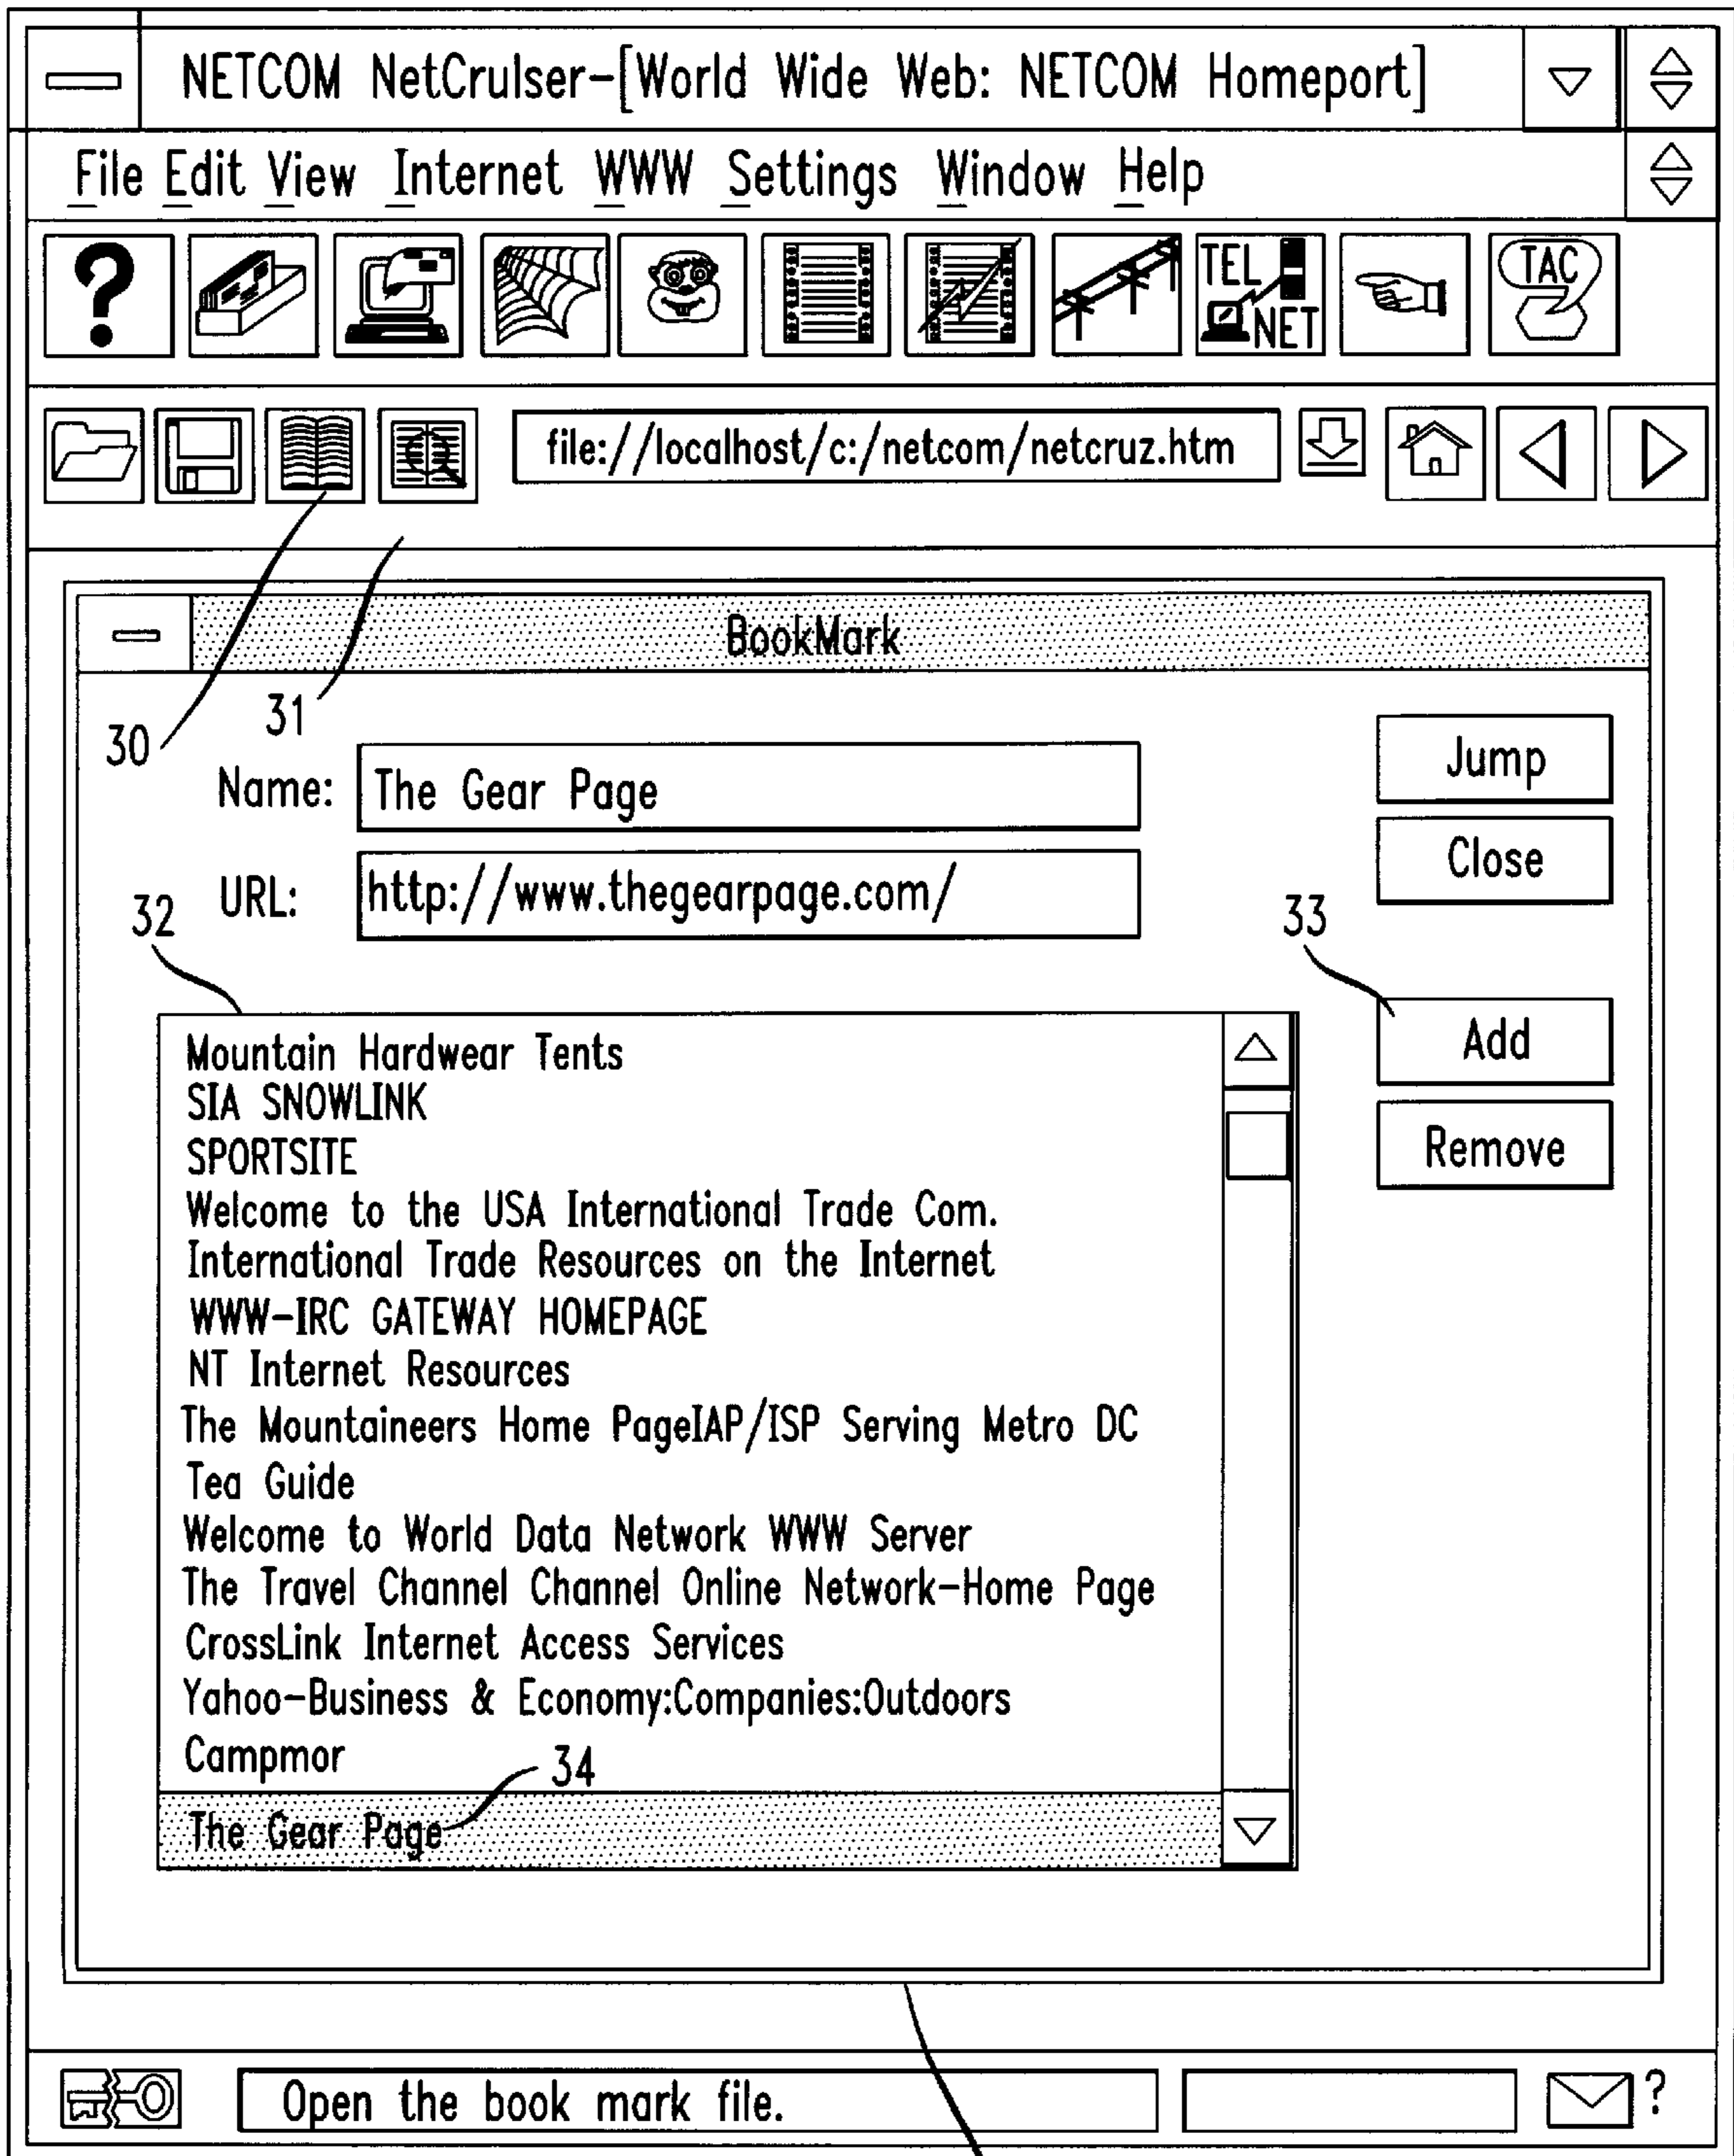 NETCOM NetCruIser-[World Wide Web: NETCOM Homeport]
File Edit View Internet WWW Settings Window Help
?
TEL NET
TAC
file://localhost/c:/netcom/netcruz.htm
BookMark
30
31
Name: The Gear Page
Jump
URL: http://www.thegearpage.com/
Close
32
33
Mountain Hardwear Tents
Add
SIA SNOWLINK
SPORTSITE
Remove
Welcome to the USA International Trade Com.
International Trade Resources on the Internet
WWW-IRC GATEWAY HOMEPAGE
NT Internet Resources
The Mountaineers Home PageIAP/ISP Serving Metro DC
Tea Guide
Welcome to World Data Network WWW Server
The Travel Channel Channel Online Network-Home Page
CrossLink Internet Access Services
Yahoo-Business & Economy:Companies:Outdoors
Campmor
34
The Gear Page
Open the book mark file.
?